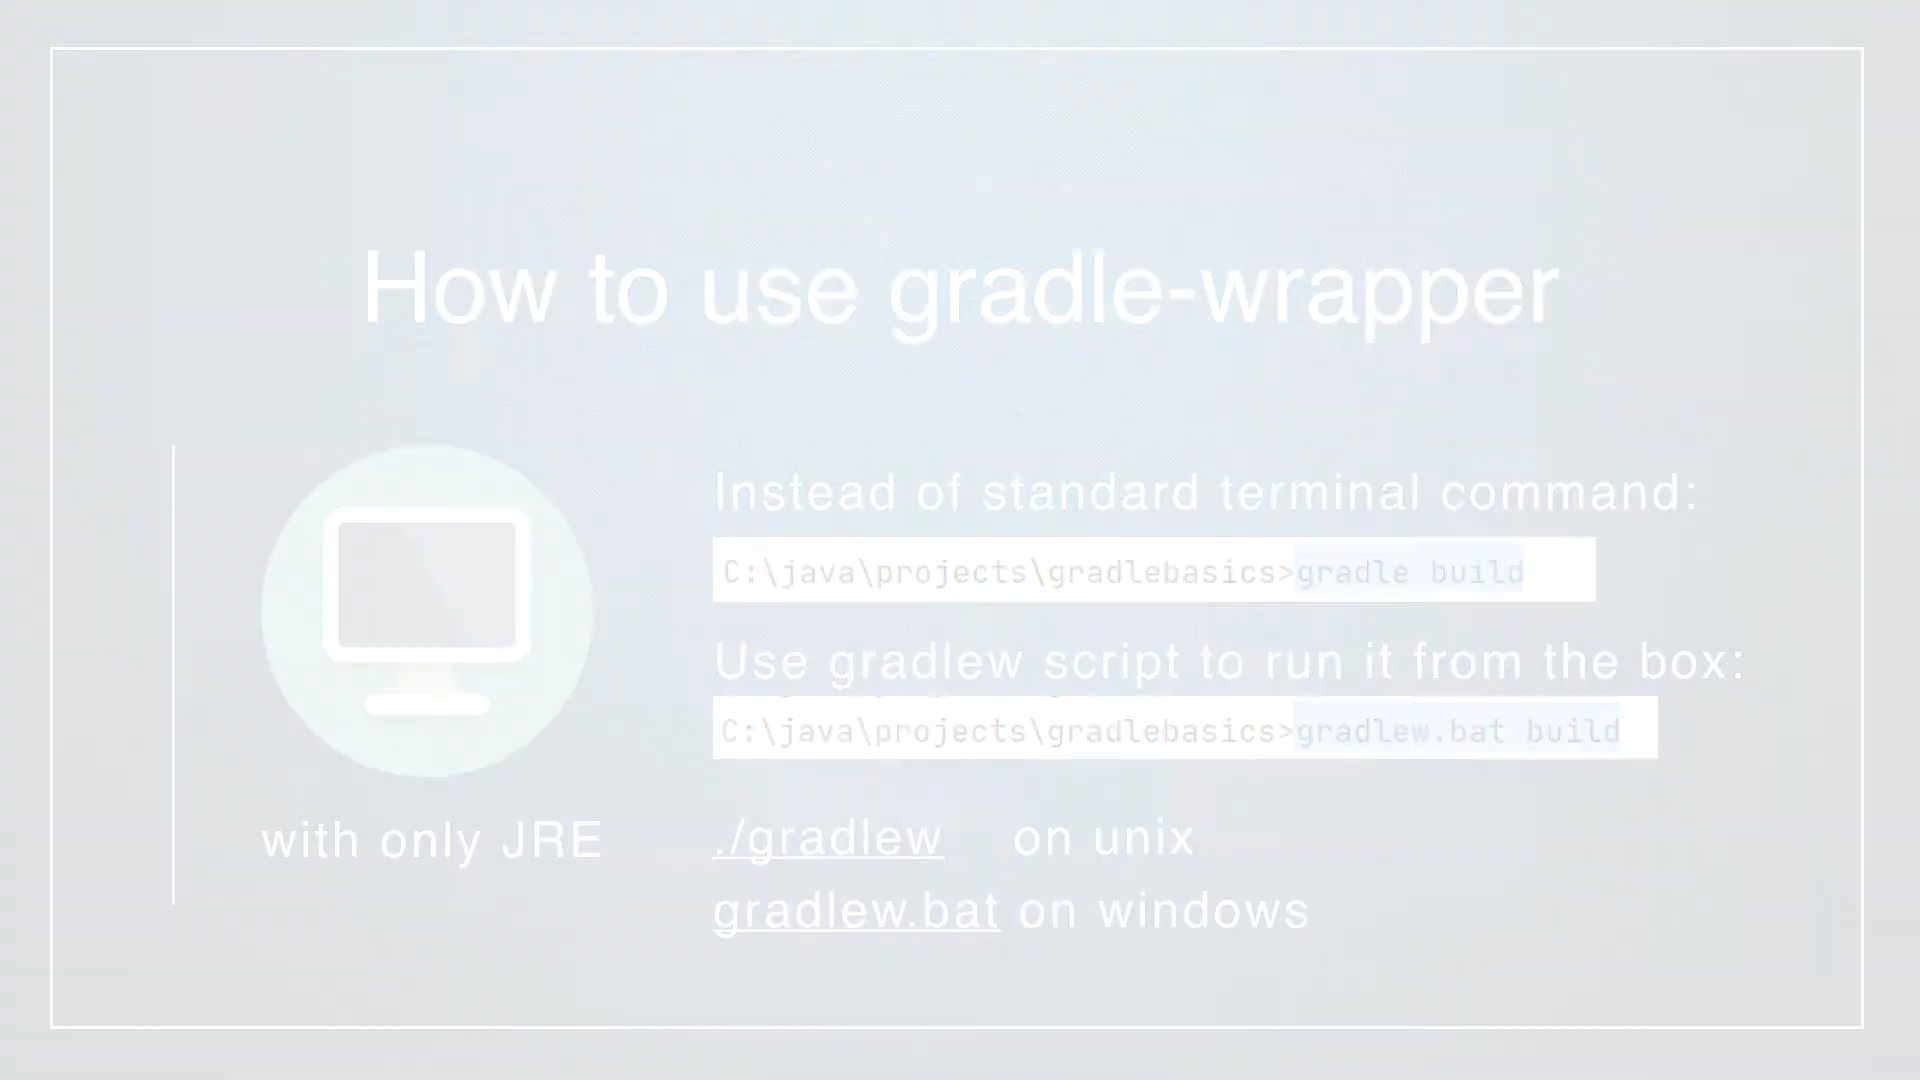 How to use gradle-wrapper
Instead of standard terminal command:
C:\java\projects\gradlebasics>gradle build
Use gradlew script to run it from the box:
C:\java\projects\gradlebasics>gradlew.bat build
with only JRE
./gradlew on unix
gradlew.bat on windows